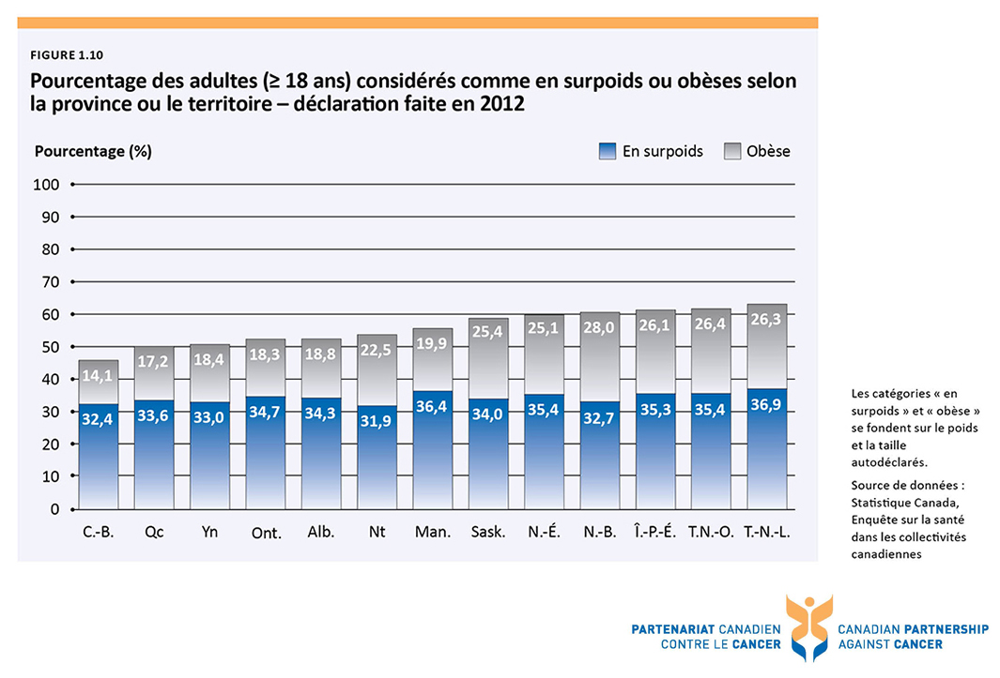 FIGURE 1.10
Pourcentage des adultes (≥ 18 ans) considérés comme en surpoids ou obèses selon
la province ou le territoire – déclaration faite en 2012
Pourcentage (%)
En surpoids
Obèse
100
90
80
70
60
50
40
30
20
10
0
14,1
17,2
18,4
18,3
18,8
22,5
19,9
25,4
25,1
28,0
26,1
26,4
26,3
32,4
33,6
33,0
34,7
34,3
31,9
36,4
34,0
35,4
32,7
35,3
35,4
36,9
C.-B.
Qc
Yn
Ont.
Alb.
Nt
Man.
Sask.
N.-É.
N.-B.
Î.-P.-É.
T.N.-O.
T.-N.-L.
Les catégories « en
surpoids » et « obèse »
se fondent sur le poids
et la taille
autodéclarés.
Source de données :
Statistique Canada,
Enquête sur la santé
dans les collectivités
canadiennes
PARTENARIAT CANADIEN
CONTRE LE CANCER
CANADIAN PARTNERSHIP
AGAINST CANCER